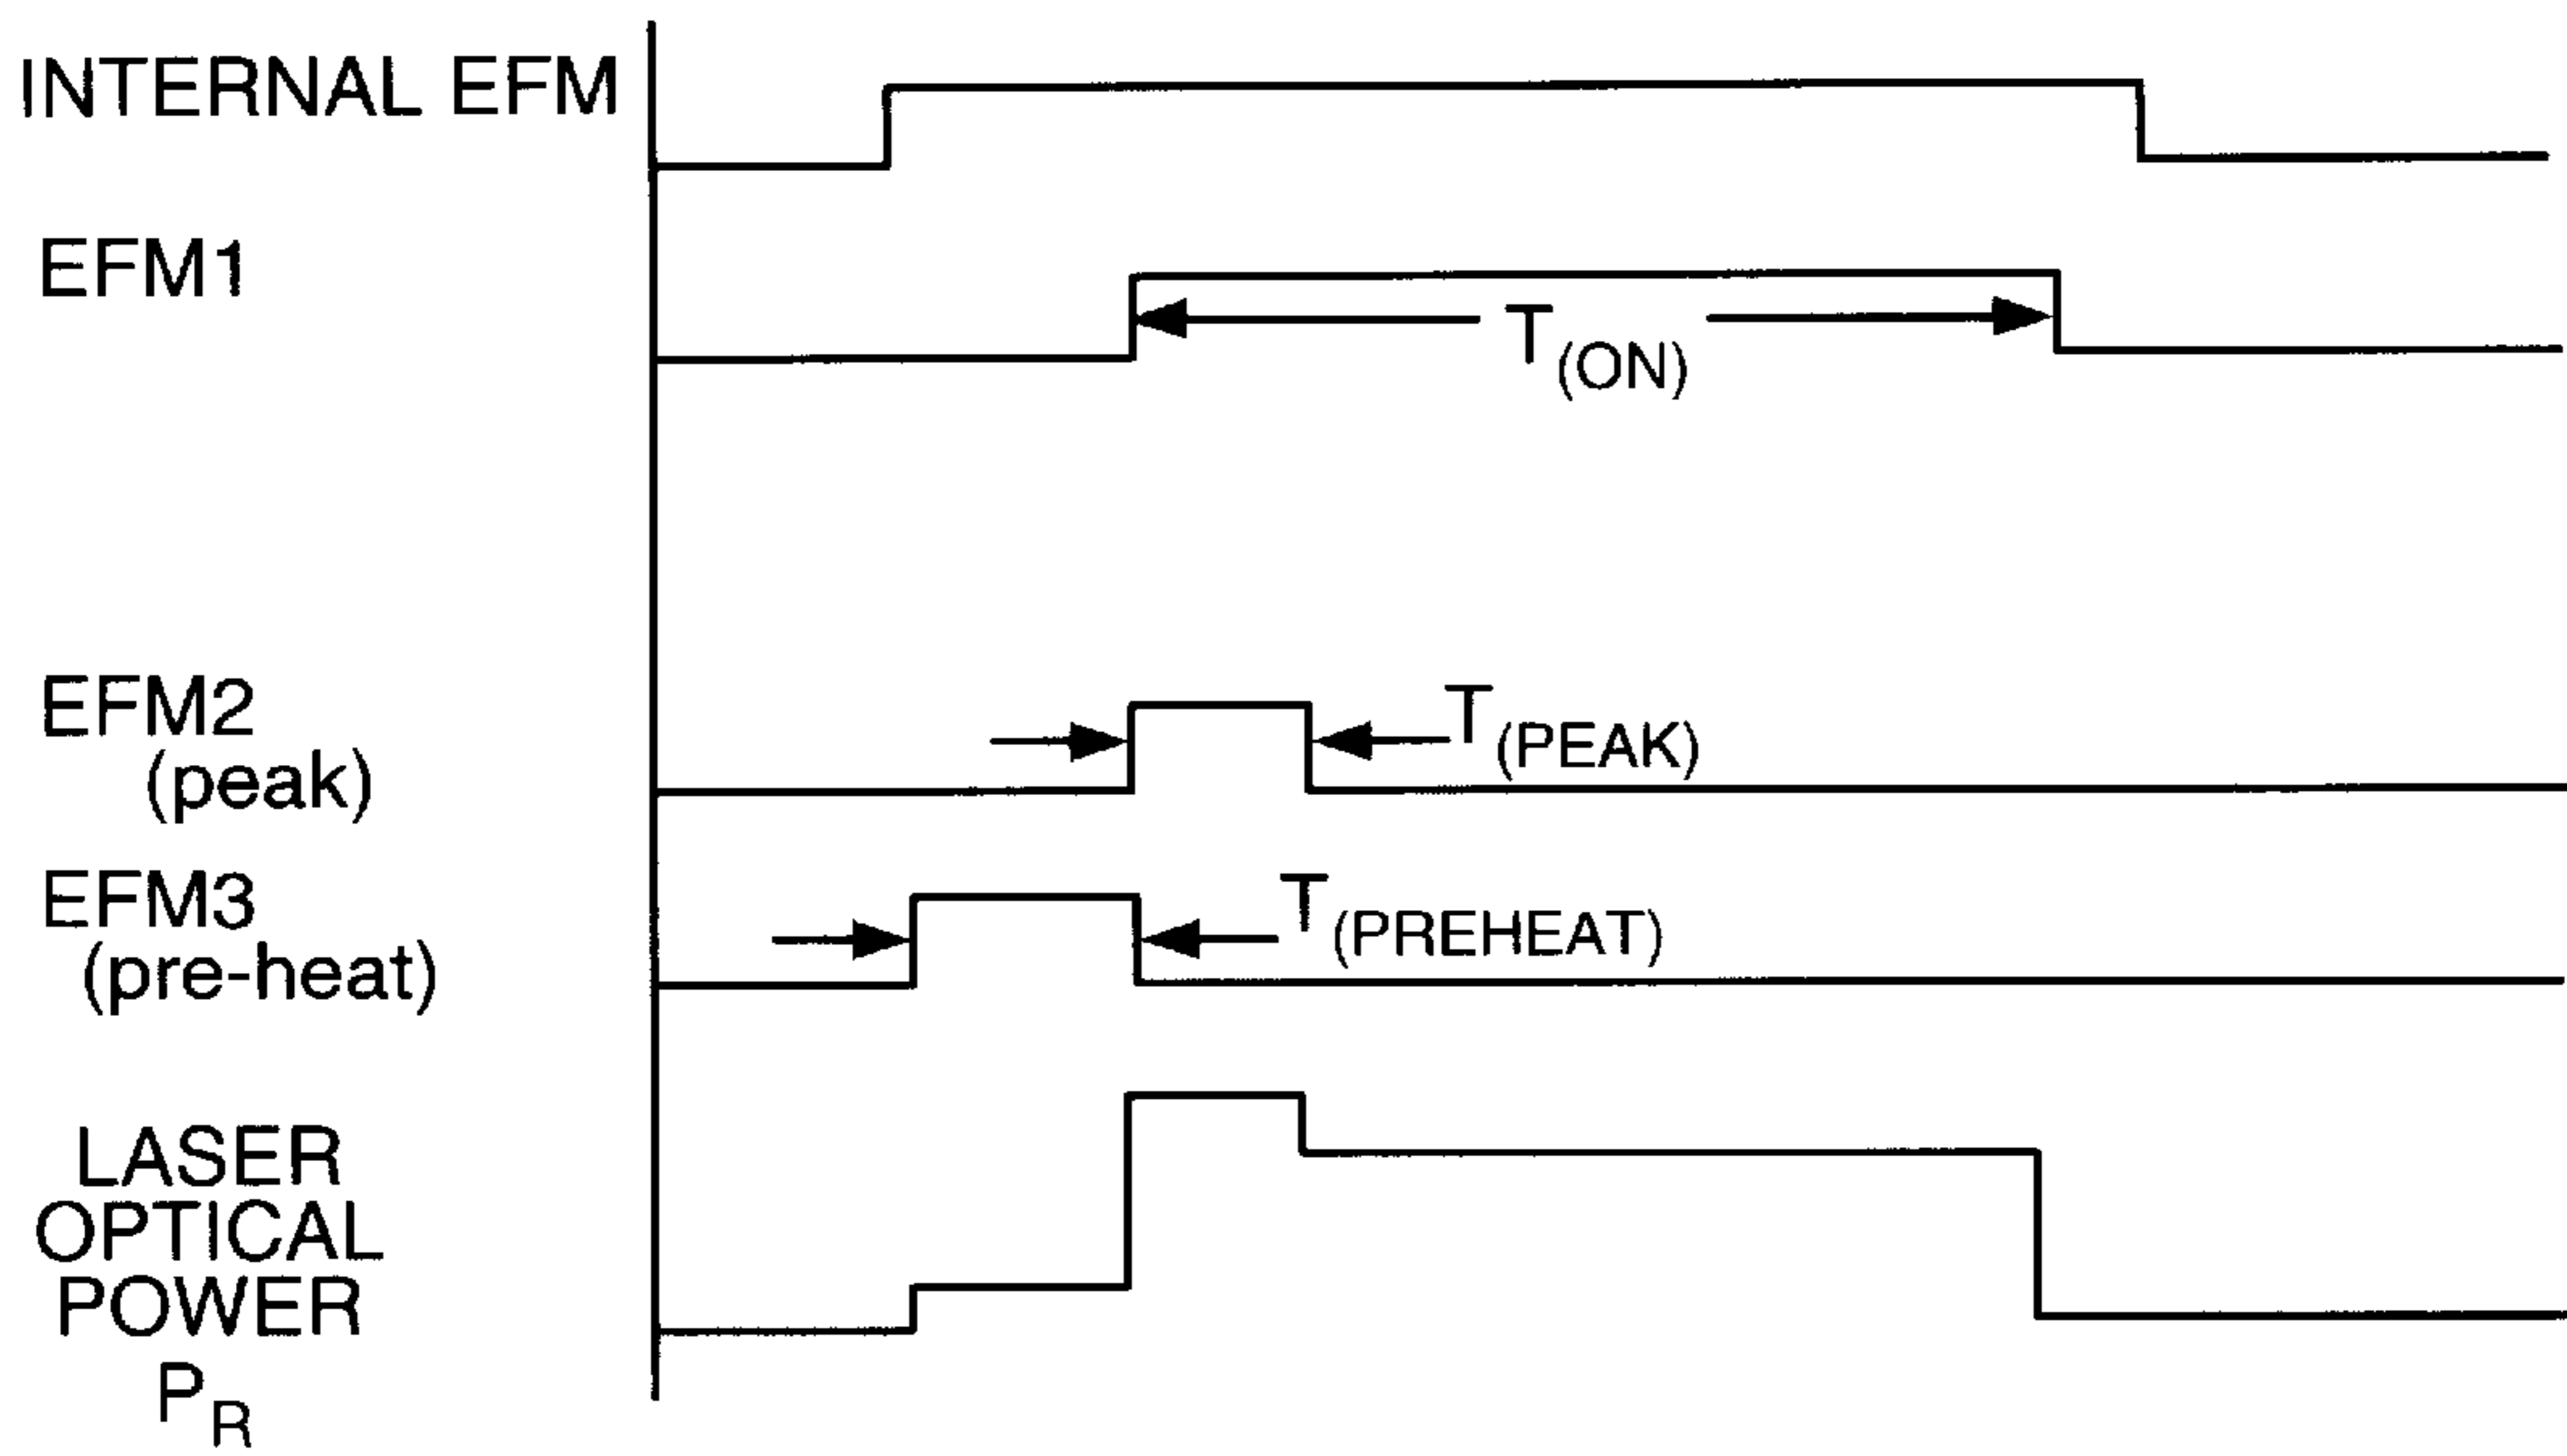 INTERNAL EFM
EFM1
T(ON)
EFM2
(peak)
T(PEAK)
EFM3
(pre-heat)
T(PREHEAT)
LASER
OPTICAL
POWER
PR